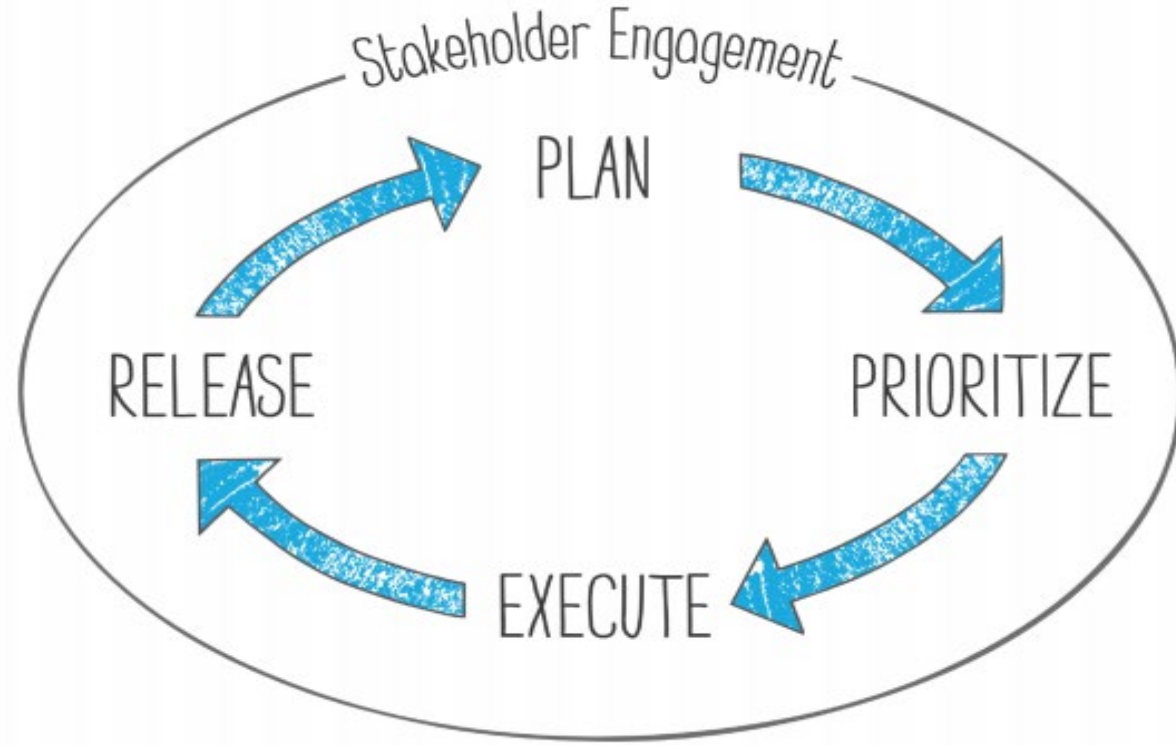 Stakeholder Engagement
PLAN
RELEASE
PRIORITIZE
EXECUTE